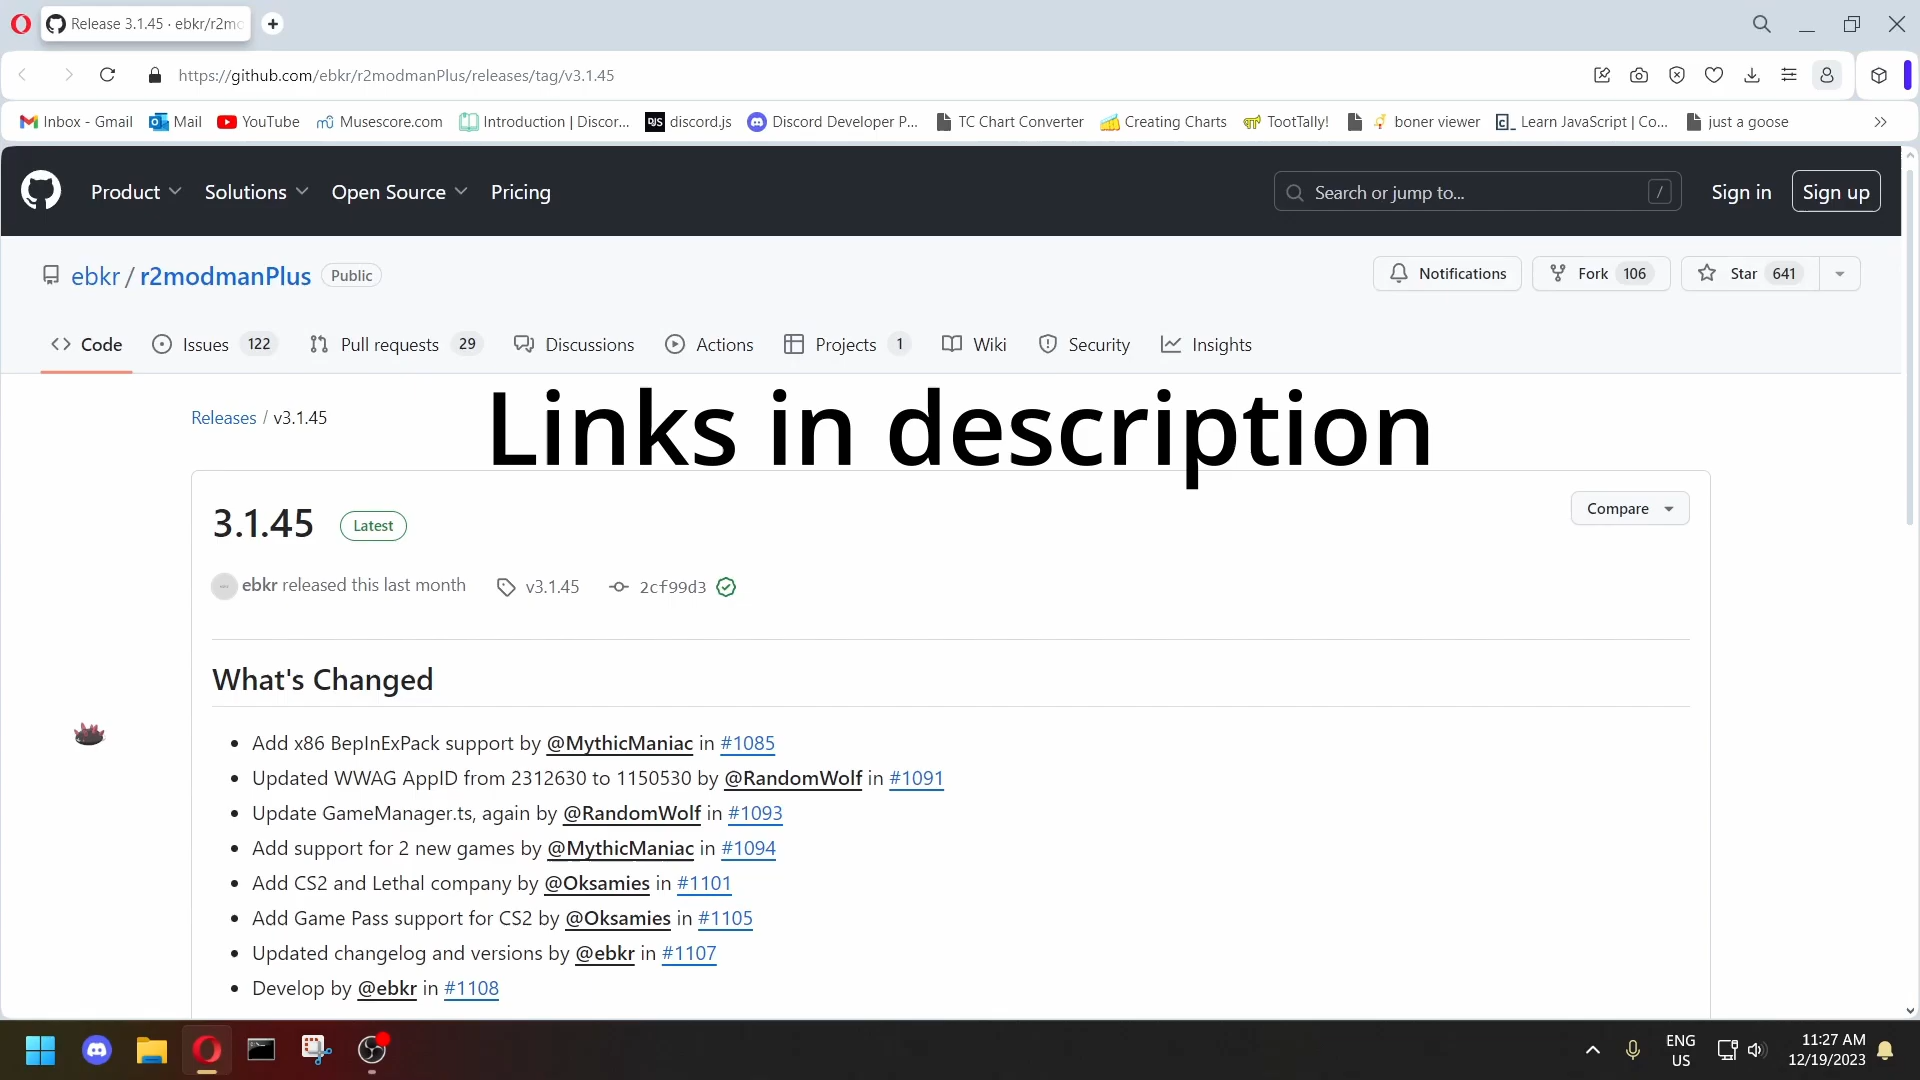 Release 3.1.45 · ebkr/r2mo
https://github.com/ebkr/r2modmanPlus/releases/tag/v3.1.45
Inbox - Gmail Mail YouTube Musescore.com Introduction | Discor... DJS discord.js Discord Developer P... TC Chart Converter Creating Charts TootTally! boner viewer Learn JavaScript | Co... just a goose
Product Solutions Open Source Pricing Search or jump to... / Sign in Sign up
ebkr / r2modmanPlus Public Notifications Fork 106 Star 641
Code Issues 122 Pull requests 29 Discussions Actions Projects 1 Wiki Security Insights
Links in description
Releases / v3.1.45
3.1.45 Latest Compare
ebkr released this last month v3.1.45 2cf99d3
What's Changed
• Add x86 BepInExPack support by @MythicManiac in #1085
• Updated WWAG AppID from 2312630 to 1150530 by @RandomWolf in #1091
• Update GameManager.ts, again by @RandomWolf in #1093
• Add support for 2 new games by @MythicManiac in #1094
• Add CS2 and Lethal company by @Oksamies in #1101
• Add Game Pass support for CS2 by @Oksamies in #1105
• Updated changelog and versions by @ebkr in #1107
• Develop by @ebkr in #1108
ENG
US
11:27 AM
12/19/2023